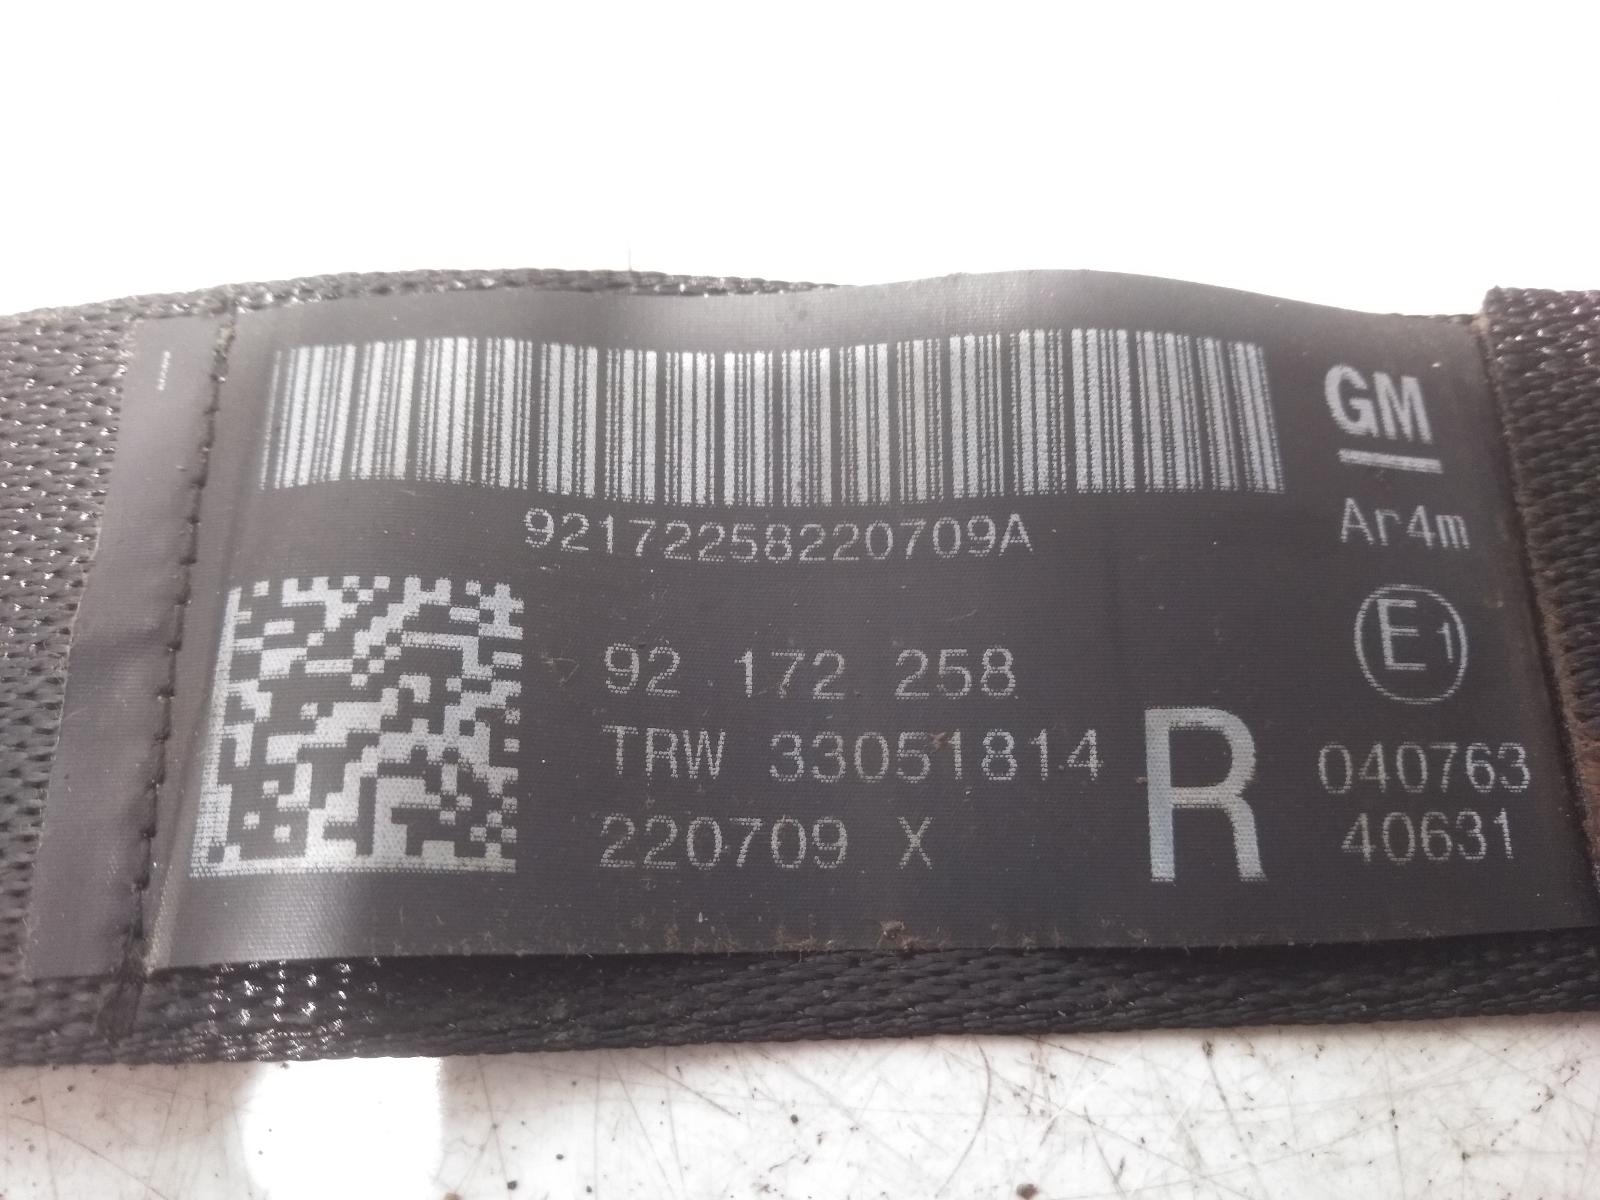 92172258220709A
92 172 258
TRW 33051814
220709 X
R
GM
Ar4m
E1
040763
40631